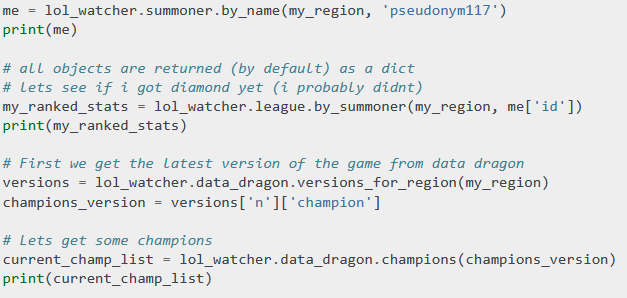 me = lol_watcher.summoner.by_name(my_region, 'pseudonym117')
print(me)
# all objects are returned (by default) as a dict
# lets see if i got diamond yet (i probably didnt)
my_ranked_stats = lol_watcher.league.by_summoner(my_region, me['id'])
print(my_ranked_stats)
# First we get the latest version of the game from data dragon
versions = lol_watcher.data_dragon.versions_for_region(my_region)
champions_version = versions['n']['champion']
# Lets get some champions
current_champ_list = lol_watcher.data_dragon.champions(champions_version)
print(current_champ_list)